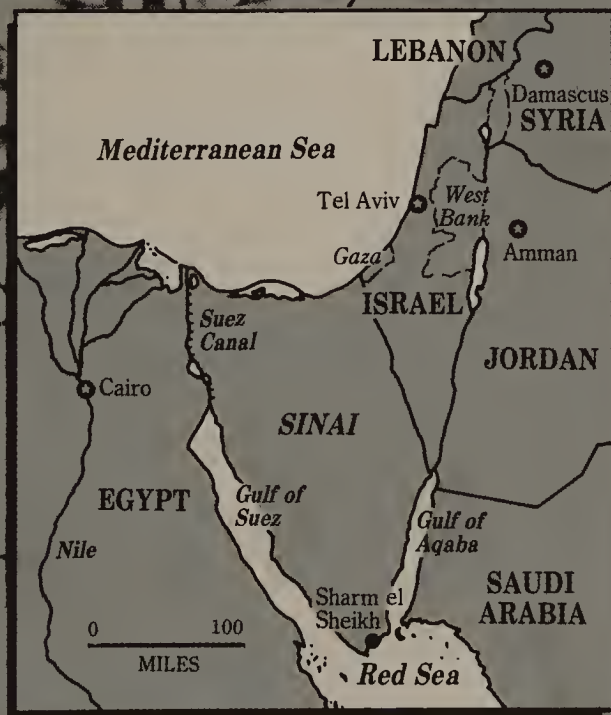 LEBANON
Damascus
SYRIA
Mediterranean Sea
Tel Aviv
West
Bank
Gaza
Amman
ISRAEL
Suez
Canal
JORDAN
Cairo
SINAI
EGYPT
Gulf of
Suez
Gulf of
Aqaba
Nile
SAUDI
ARABIA
Sharm el
Sheikh
0 100
MILES
Red Sea